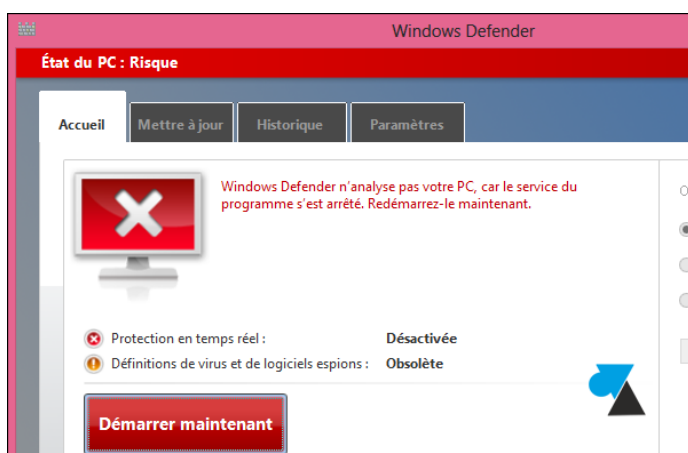 Windows Defender
État du PC : Risque
Accueil
Mettre à jour
Historique
Paramètres
Windows Defender n'analyse pas votre PC, car le service du
programme s'est arrêté. Redémarrez-le maintenant.
Protection en temps réel :
Désactivée
Définitions de virus et de logiciels espions :
Obsolète
Démarrer maintenant